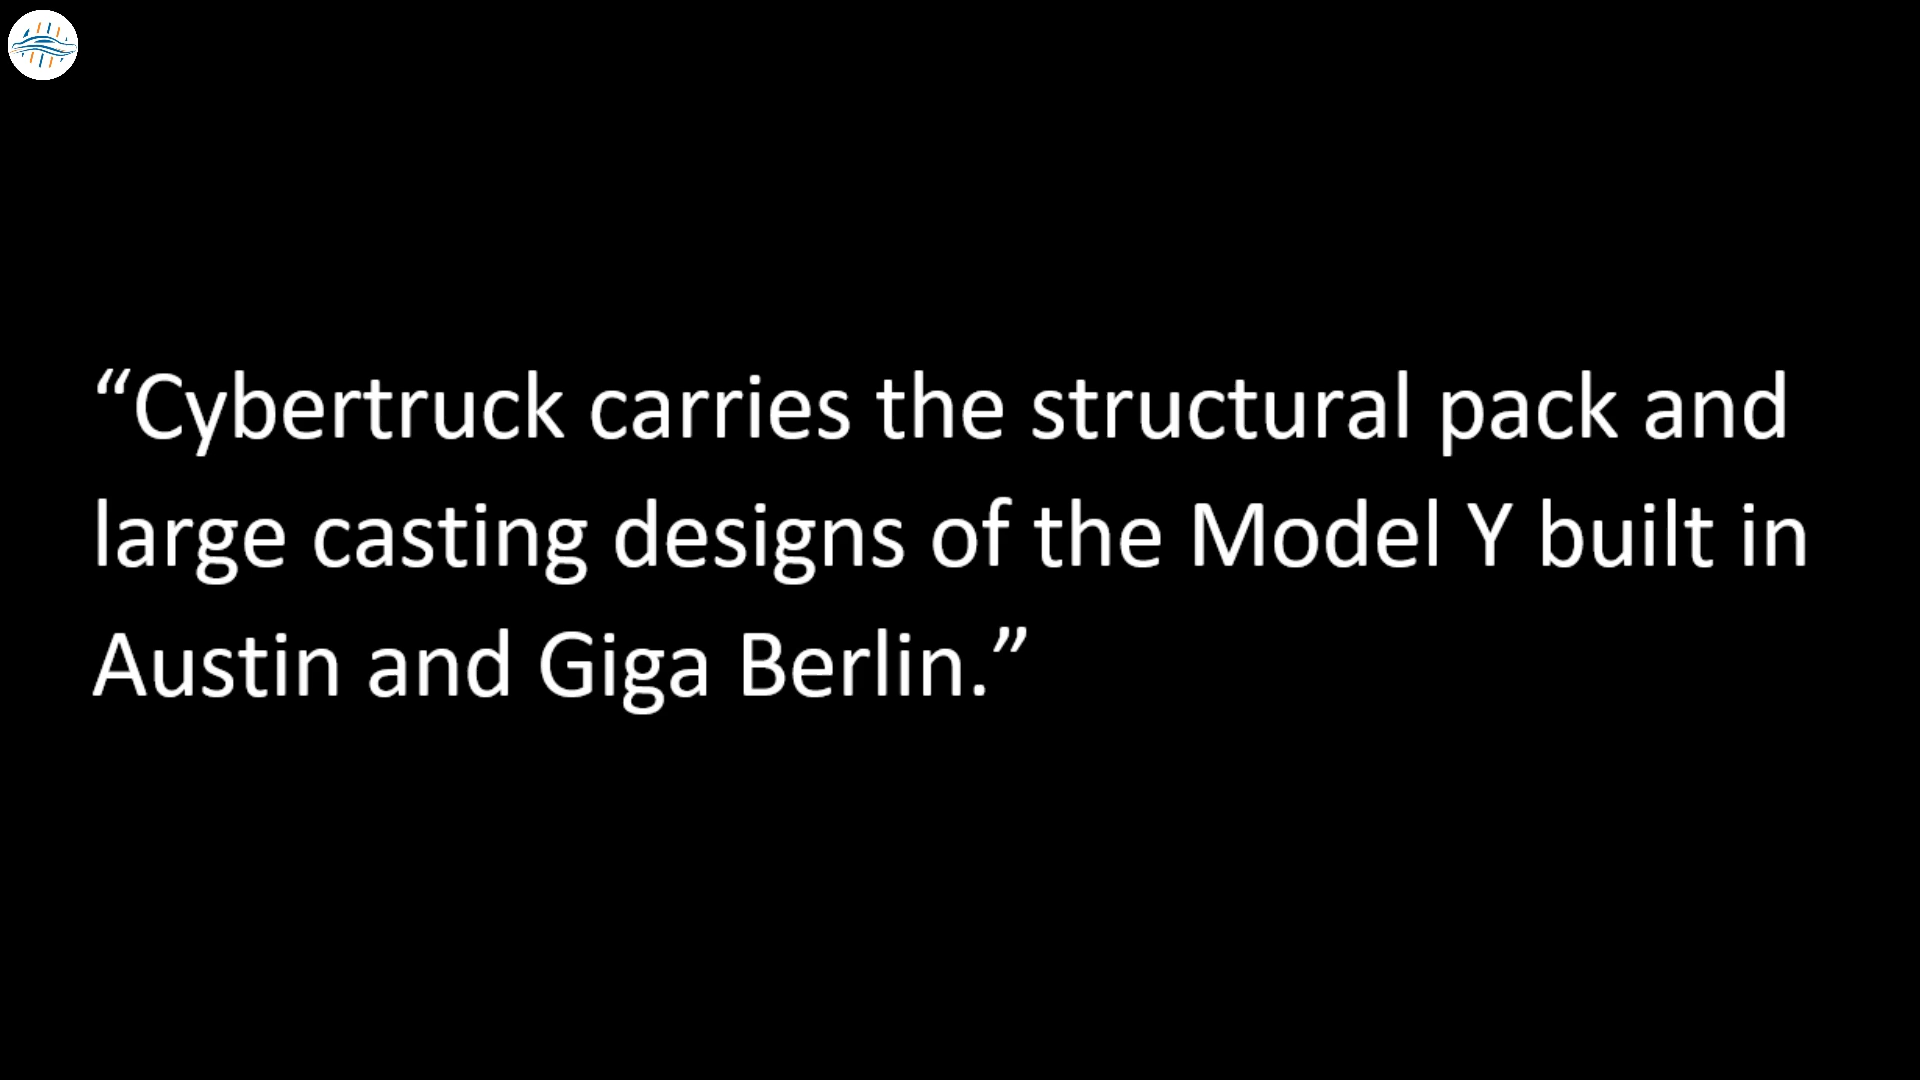 “Cybertruck carries the structural pack and
large casting designs of the Model Y built in
Austin and Giga Berlin.”